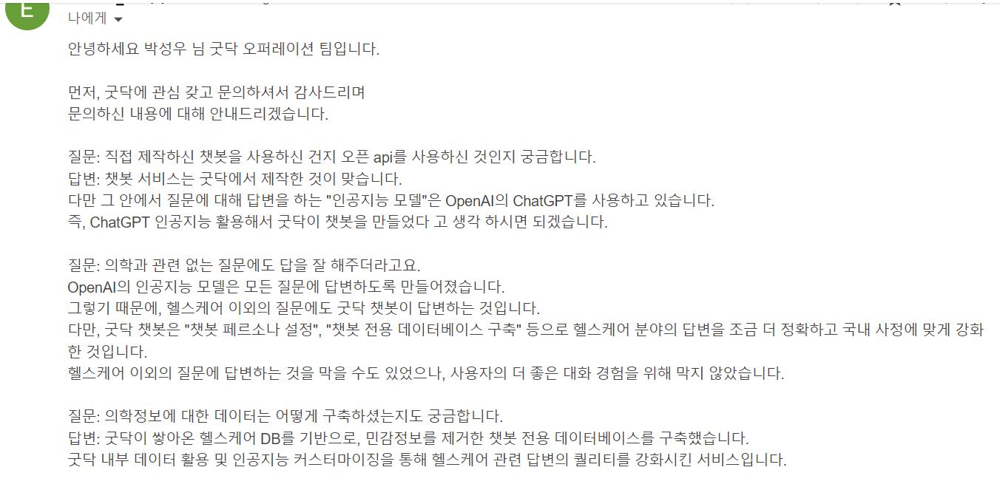 E
나에게
안녕하세요 박성우 님 굿닥 오퍼레이션 팀입니다.
먼저, 굿닥에 관심 갖고 문의하셔서 감사드리며
문의하신 내용에 대해 안내드리겠습니다.
질문: 직접 제작하신 챗봇을 사용하신 건지 오픈 api를 사용하신 것인지 궁금합니다.
답변: 챗봇 서비스는 굿닥에서 제작한 것이 맞습니다.
다만 그 안에서 질문에 대해 답변을 하는 "인공지능 모델"은 OpenAI의 ChatGPT를 사용하고 있습니다.
즉, ChatGPT 인공지능 활용해서 굿닥이 챗봇을 만들었다 고 생각 하시면 되겠습니다.
질문: 의학과 관련 없는 질문에도 답을 잘 해주더라고요.
OpenAI의 인공지능 모델은 모든 질문에 답변하도록 만들어졌습니다.
그렇기 때문에, 헬스케어 이외의 질문에도 굿닥 챗봇이 답변하는 것입니다.
다만, 굿닥 챗봇은 "챗봇 페르소나 설정", "챗봇 전용 데이터베이스 구축" 등으로 헬스케어 분야의 답변을 조금 더 정확하고 국내 사정에 맞게 강화
한 것입니다.
헬스케어 이외의 질문에 답변하는 것을 막을 수도 있었으나, 사용자의 더 좋은 대화 경험을 위해 막지 않았습니다.
질문: 의학정보에 대한 데이터는 어떻게 구축하셨는지도 궁금합니다.
답변: 굿닥이 쌓아온 헬스케어 DB를 기반으로, 민감정보를 제거한 챗봇 전용 데이터베이스를 구축했습니다.
굿닥 내부 데이터 활용 및 인공지능 커스터마이징을 통해 헬스케어 관련 답변의 퀄리티를 강화시킨 서비스입니다.